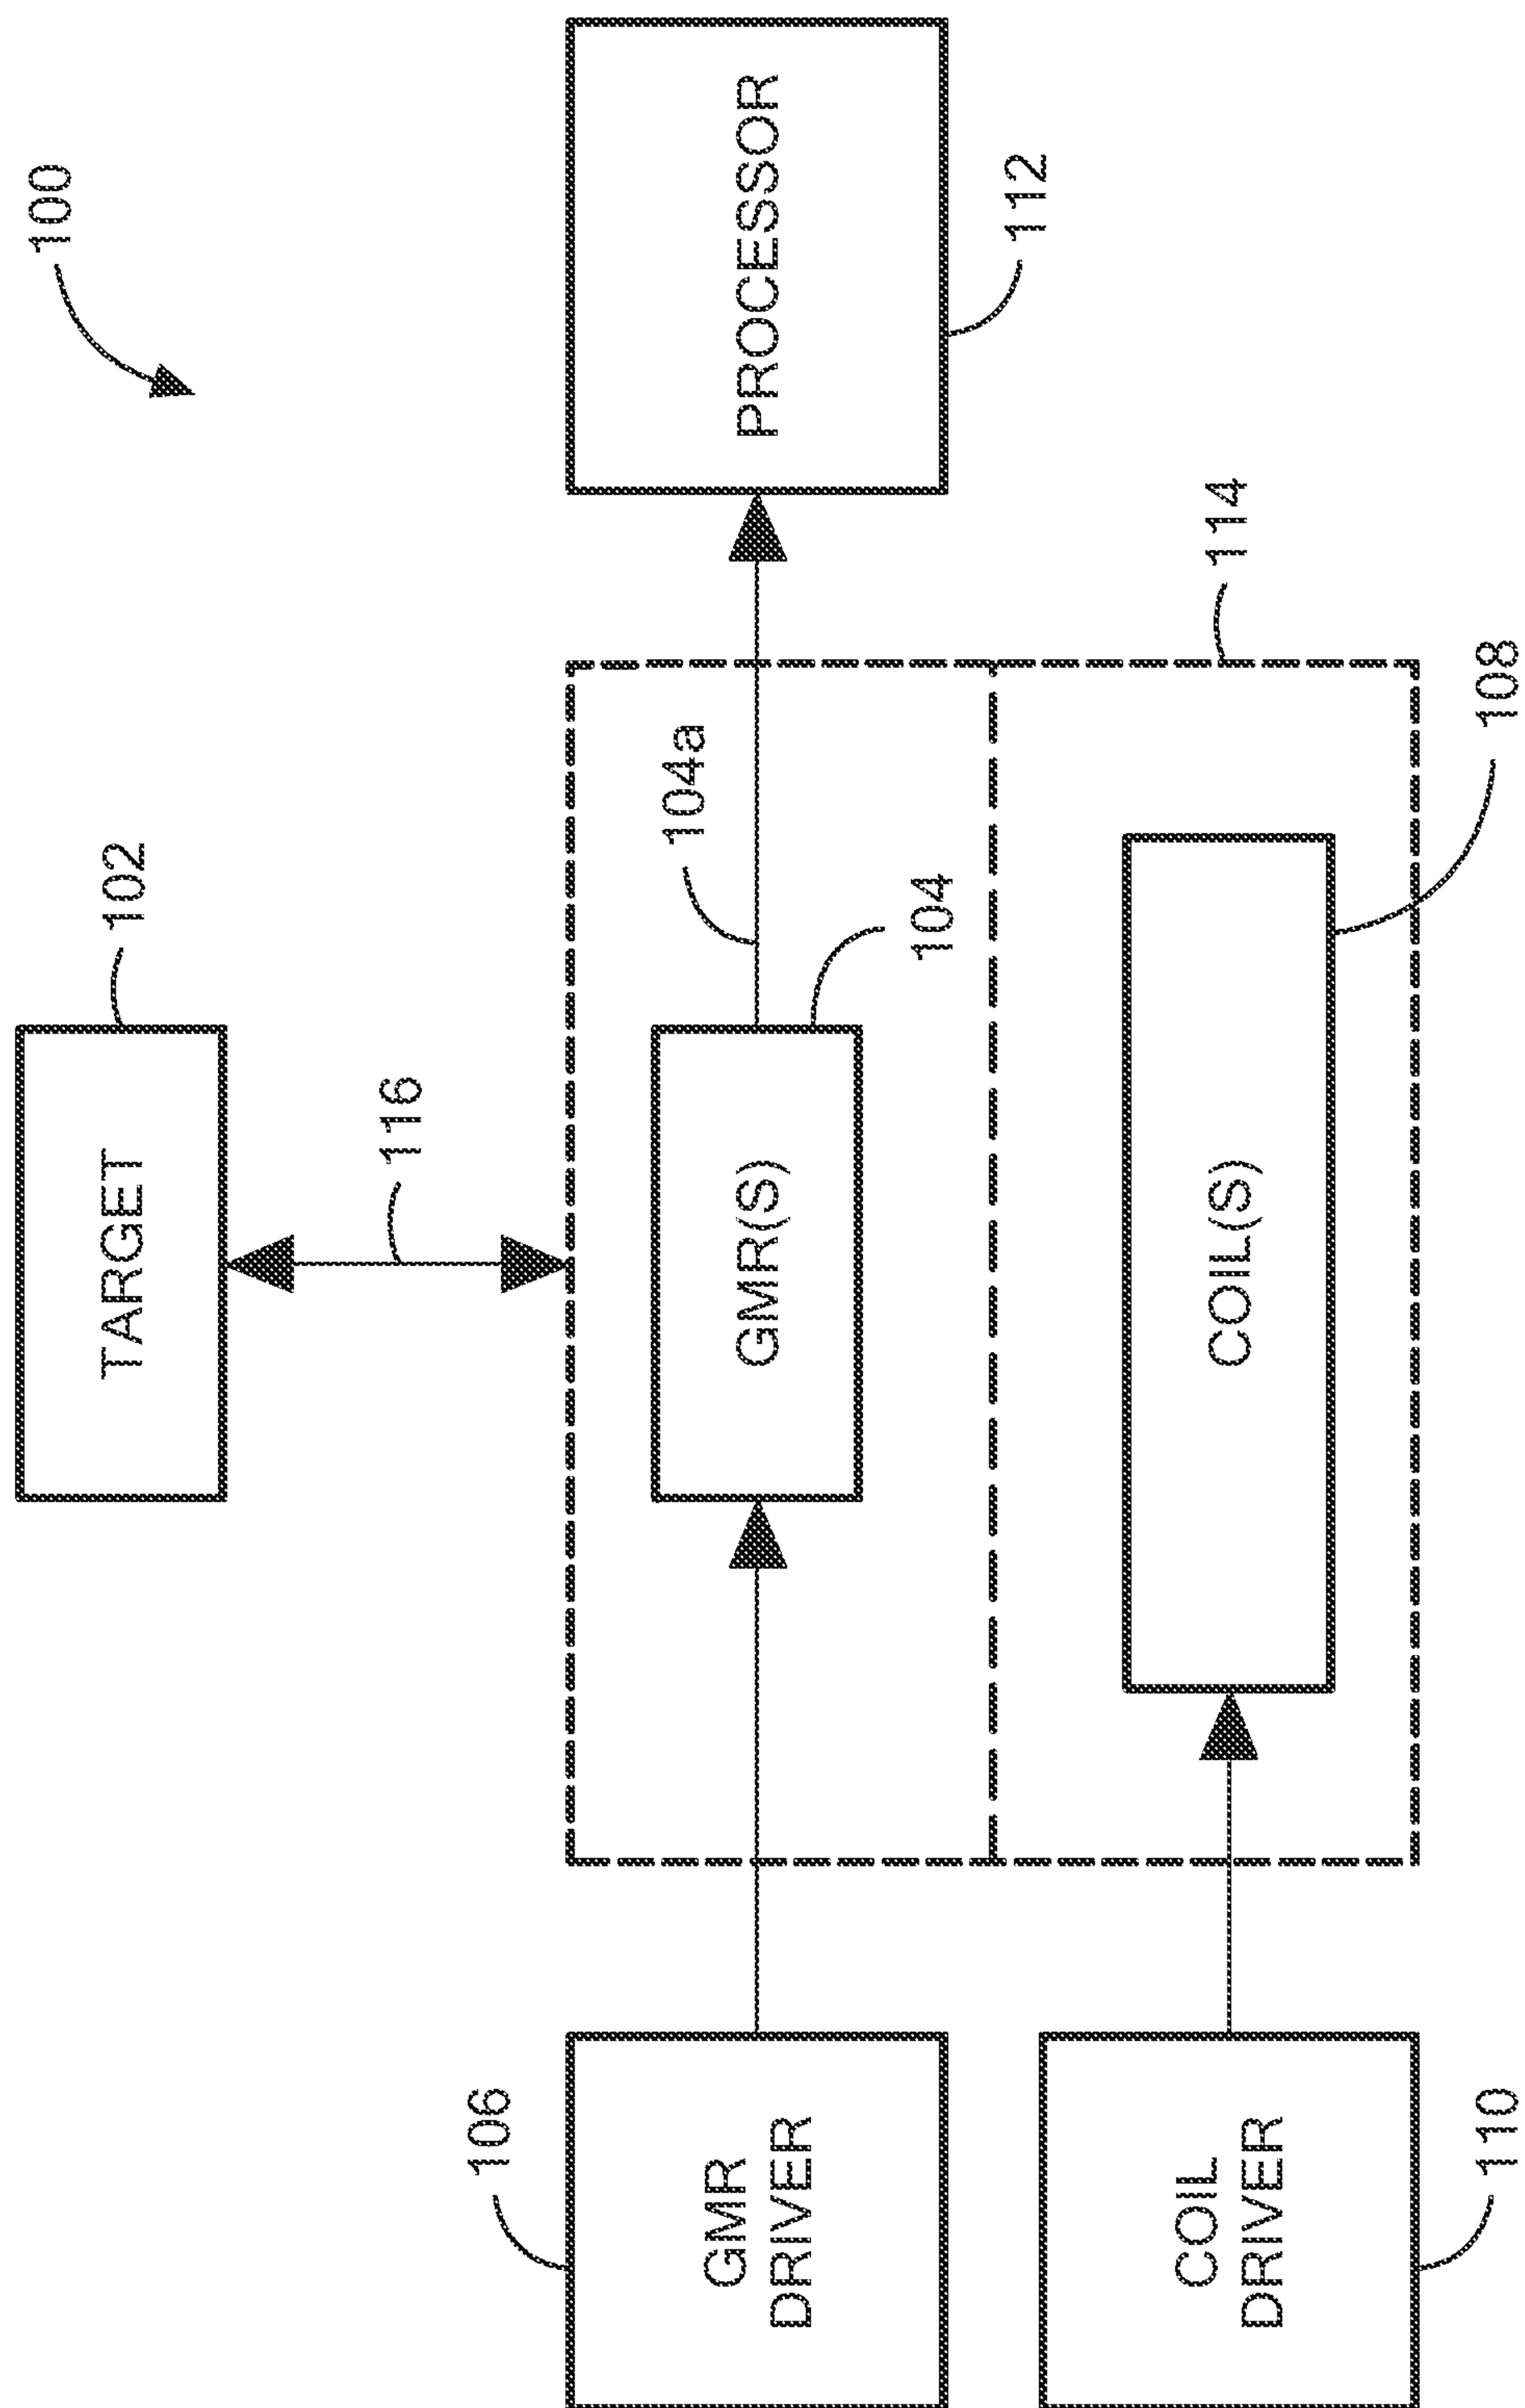 100
TARGET
102
116
GMR
DRIVER
106
GMR(S)
104
104a
PROCESSOR
112
COIL
DRIVER
110
COIL(S)
108
114